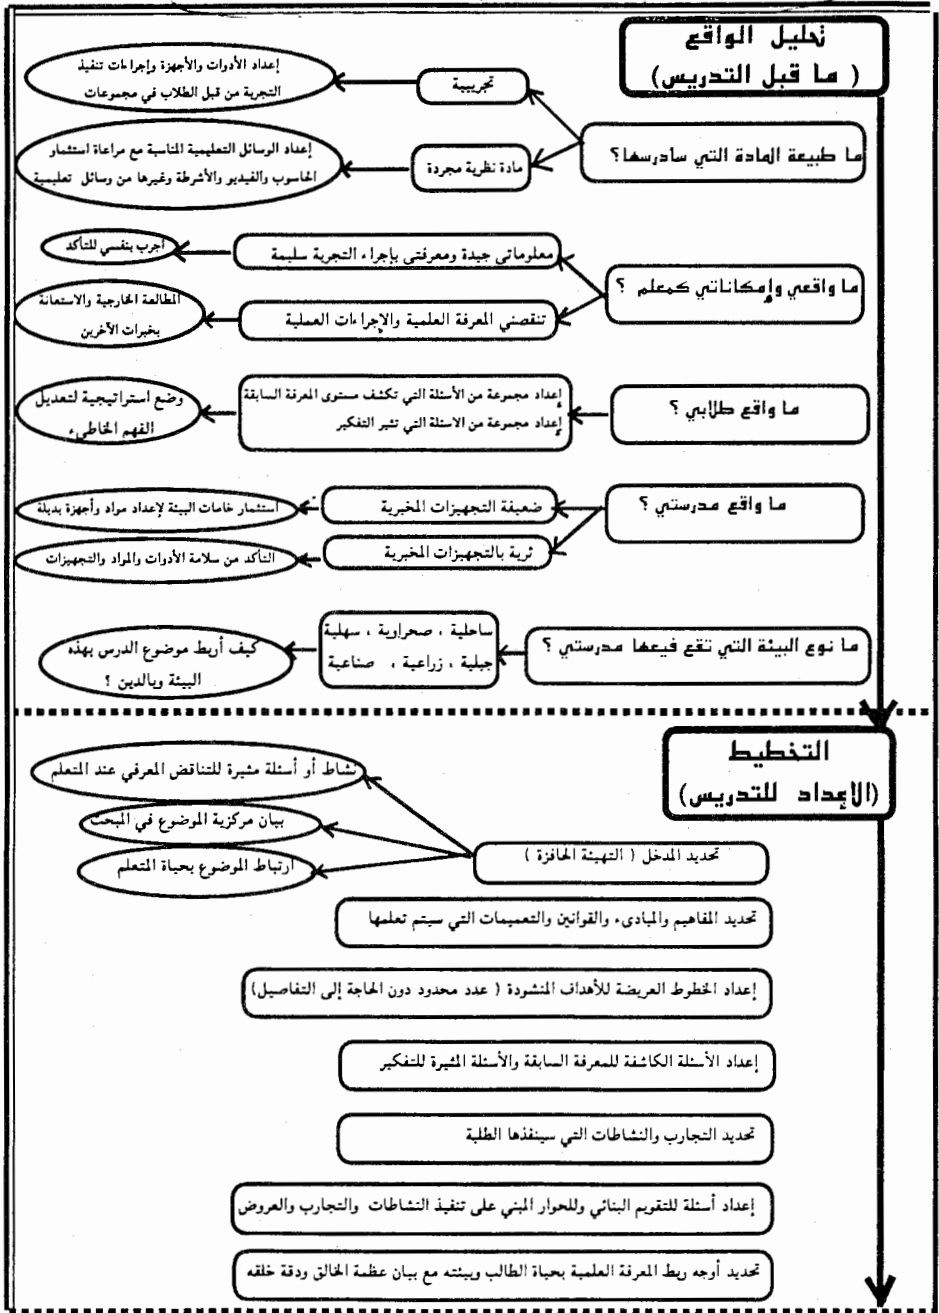 تحليل الواقع
( ما قبل التدريس)
ما طبيعة المادة التي سأدرسها؟
تجريبية
إعداد الأدوات والأجهزة وإجراءات تنفيذ
التجربة من قبل الطلاب في مجموعات
مادة نظرية مجردة
إعداد الوسائل التعليمية المناسبة مع مراعاة استثمار
الحاسوب والفيديو والأشرطة وغيرها من وسائل تعليمية
ما واقعي وإمكاناتي كمعلم ؟
معلوماتي جيدة ومعرفتي بإجراء التجربة سليمة
أجرب بنفسي للتأكد
تنقصني المعرفة العلمية والإجراءات العملية
المطالعة الخارجية والاستعانة
بخبرات الآخرين
ما واقع طلابي ؟
إعداد مجموعة من الأسئلة التي تكشف مستوى المعرفة السابقة
إعداد مجموعة من الاسئلة التي تثير التفكير
وضع استراتيجية لتعديل
الفهم الخاطىء
ما واقع مدرستي ؟
ضعيفة التجهيزات المخبرية
استثمار خامات البيئة لإعداد مواد وأجهزة بديلة
ثرية بالتجهيزات المخبرية
التأكد من سلامة الأدوات والمواد والتجهيزات
ما نوع البيئة التي تقع فيعها مدرستي ؟
ساحلية ، صحراوية ، سهلية
جبلية ، زراعية ، صناعية
كيف أربط موضوع الدرس بهذه
البيئة وبالدين ؟
التخطيط
(الإعداد للتدريس)
تحديد المدخل ( التهيئة الحافزة )
نشاط أو أسئلة مثيرة للتناقض المعرفي عند المتعلم
بيان مركزية الموضوع في المبحث
ارتباط الموضوع بحياة المتعلم
تحديد المفاهيم والمبادىء والقوانين والتعميمات التي سيتم تعلمها
إعداد الخطوط العريضة للأهداف المنشودة ( عدد محدود دون الحاجة إلى التفاصيل)
إعداد الأسئلة الكاشفة للمعرفة السابقة والأسئلة المثيرة للتفكير
تحديد التجارب والنشاطات التي سينفذها الطلبة
إعداد أسئلة للتقويم البنائي وللحوار المبني على تنفيذ النشاطات والتجارب والعروض
تحديد أوجه ربط المعرفة العلمية بحياة الطالب وبيئته مع بيان عظمة الخالق ودقة خلقه